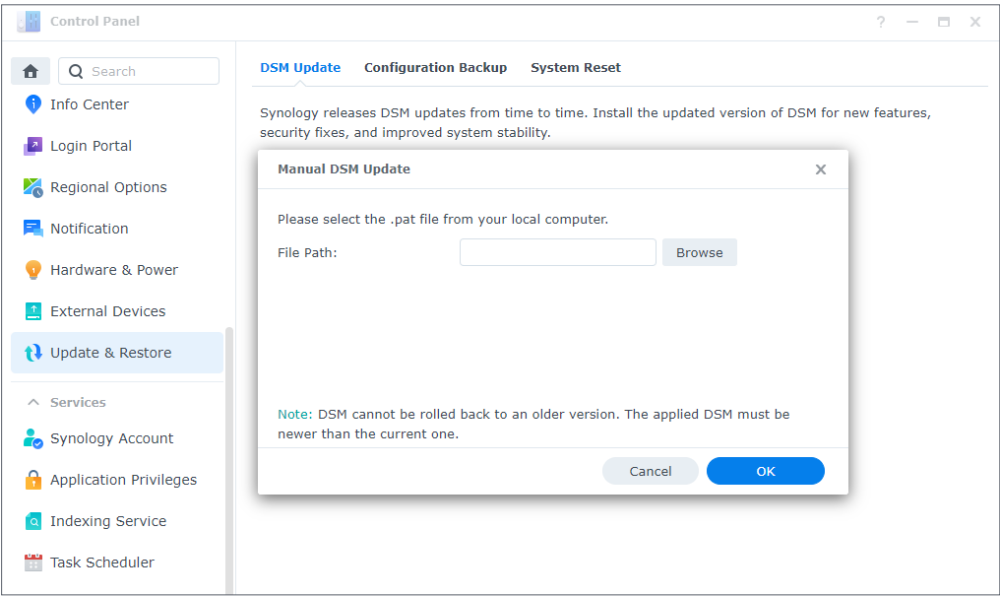 Control Panel
?
Search
Info Center
Login Portal
Regional Options
Notification
Hardware & Power
External Devices
Update & Restore
Services
Synology Account
Application Privileges
Indexing Service
Task Scheduler
DSM Update Configuration Backup System Reset
Synology releases DSM updates from time to time. Install the updated version of DSM for new features,
security fixes, and improved system stability.
Manual DSM Update
Please select the .pat file from your local computer.
File Path: Browse
Note: DSM cannot be rolled back to an older version. The applied DSM must be
newer than the current one.
Cancel OK